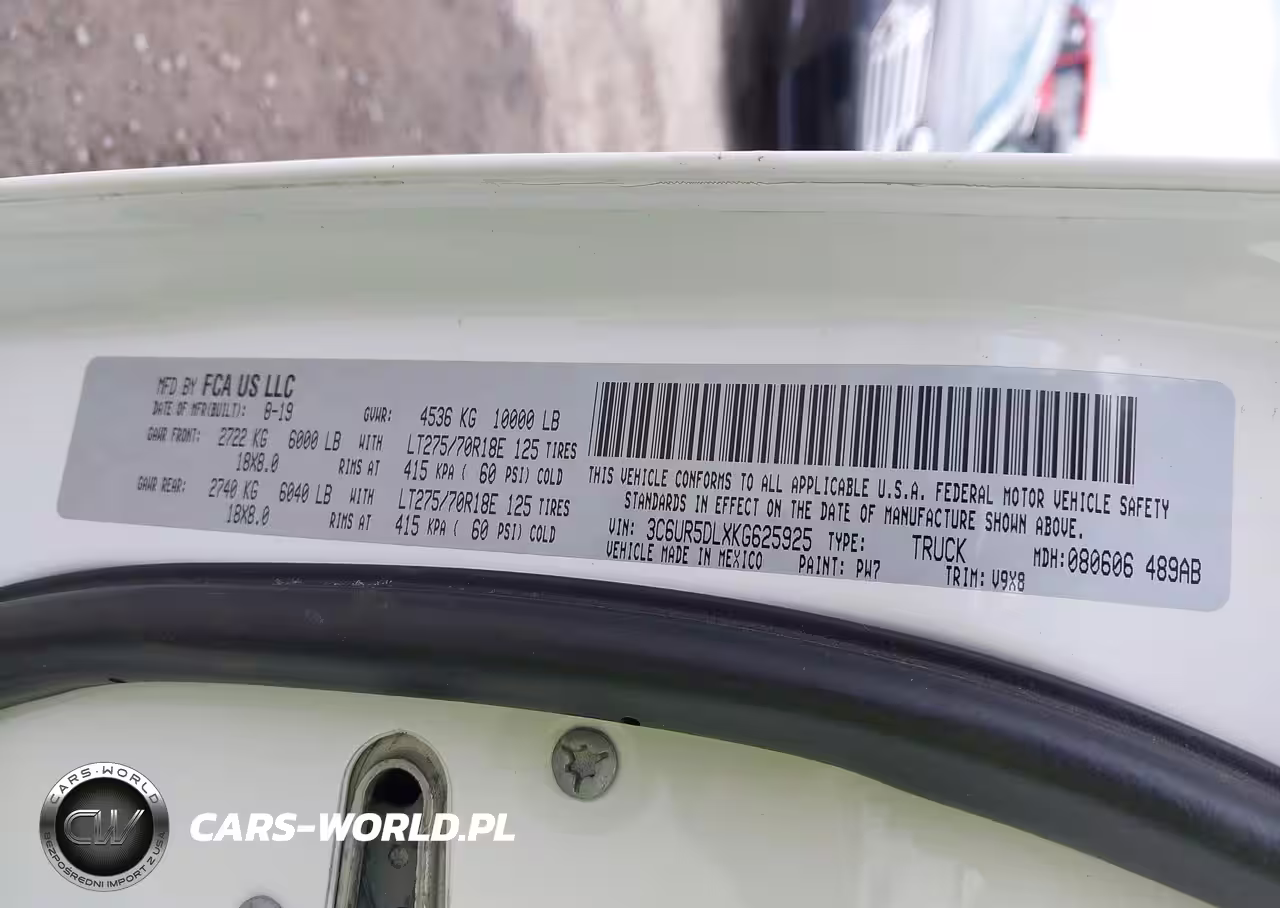 MFD BY FCA US LLC
DATE OF MFR(BUILT): 8-19 GVWR: 4536 KG 10000 LB
GAWR FRONT: 2722 KG 6000 LB WITH LT275/70R18E 125 TIRES
18X8.0 RIMS AT 415 KPA ( 60 PSI) COLD
GAWR REAR: 2740 KG 6040 LB WITH LT275/70R18E 125 TIRES
18X8.0 RIMS AT 415 KPA ( 60 PSI) COLD
THIS VEHICLE CONFORMS TO ALL APPLICABLE U.S.A. FEDERAL MOTOR VEHICLE SAFETY
STANDARDS IN EFFECT ON THE DATE OF MANUFACTURE SHOWN ABOVE.
VIN: 3C6UR5DLXKG625925 TYPE: TRUCK MDH:080606 489AB
VEHICLE MADE IN MEXICO PAINT: PW7 TRIM: V9X8
CARS-WORLD
CW
BEZPOŚREDNI IMPORT Z USA
CARS-WORLD.PL